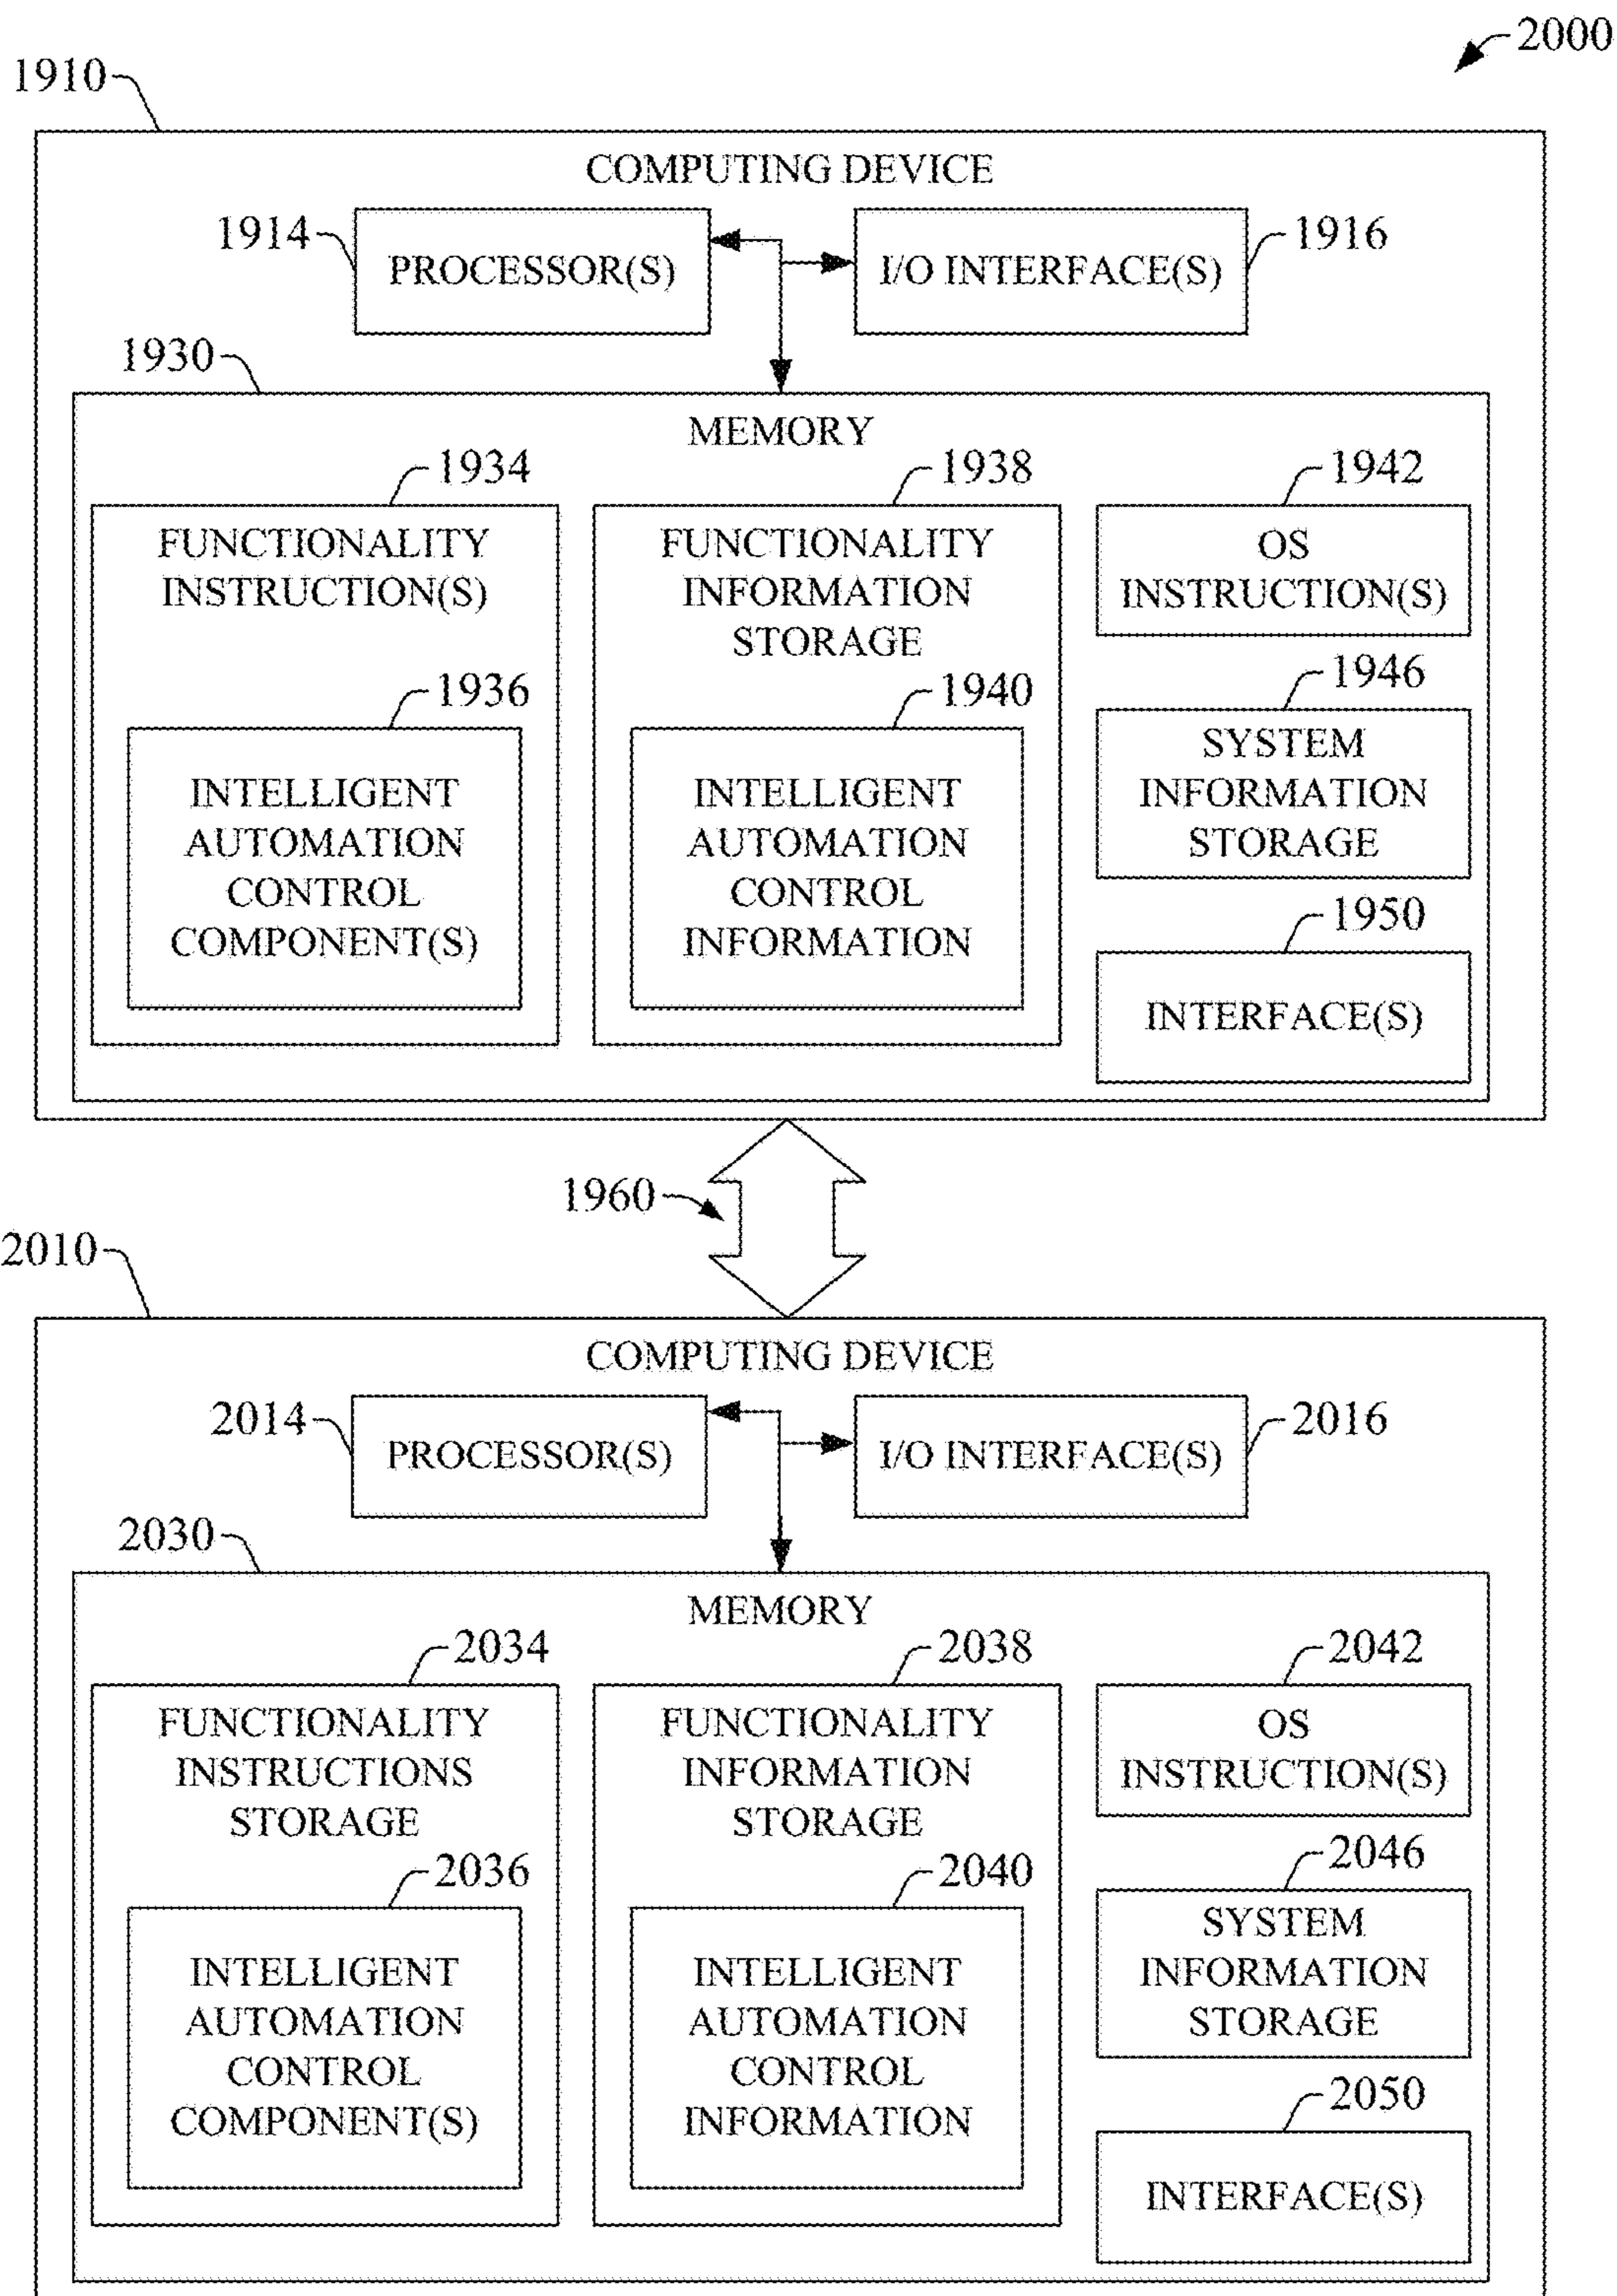 2000
1910
COMPUTING DEVICE
1914
PROCESSOR(S)
I/O INTERFACE(S)
1916
1930
MEMORY
1934
FUNCTIONALITY
INSTRUCTION(S)
1936
INTELLIGENT
AUTOMATION
CONTROL
COMPONENT(S)
1938
FUNCTIONALITY
INFORMATION
STORAGE
1940
INTELLIGENT
AUTOMATION
CONTROL
INFORMATION
1942
OS
INSTRUCTION(S)
1946
SYSTEM
INFORMATION
STORAGE
1950
INTERFACE(S)
1960
2010
COMPUTING DEVICE
2014
PROCESSOR(S)
I/O INTERFACE(S)
2016
2030
MEMORY
2034
FUNCTIONALITY
INSTRUCTIONS
STORAGE
2036
INTELLIGENT
AUTOMATION
CONTROL
COMPONENT(S)
2038
FUNCTIONALITY
INFORMATION
STORAGE
2040
INTELLIGENT
AUTOMATION
CONTROL
INFORMATION
2042
OS
INSTRUCTION(S)
2046
SYSTEM
INFORMATION
STORAGE
2050
INTERFACE(S)